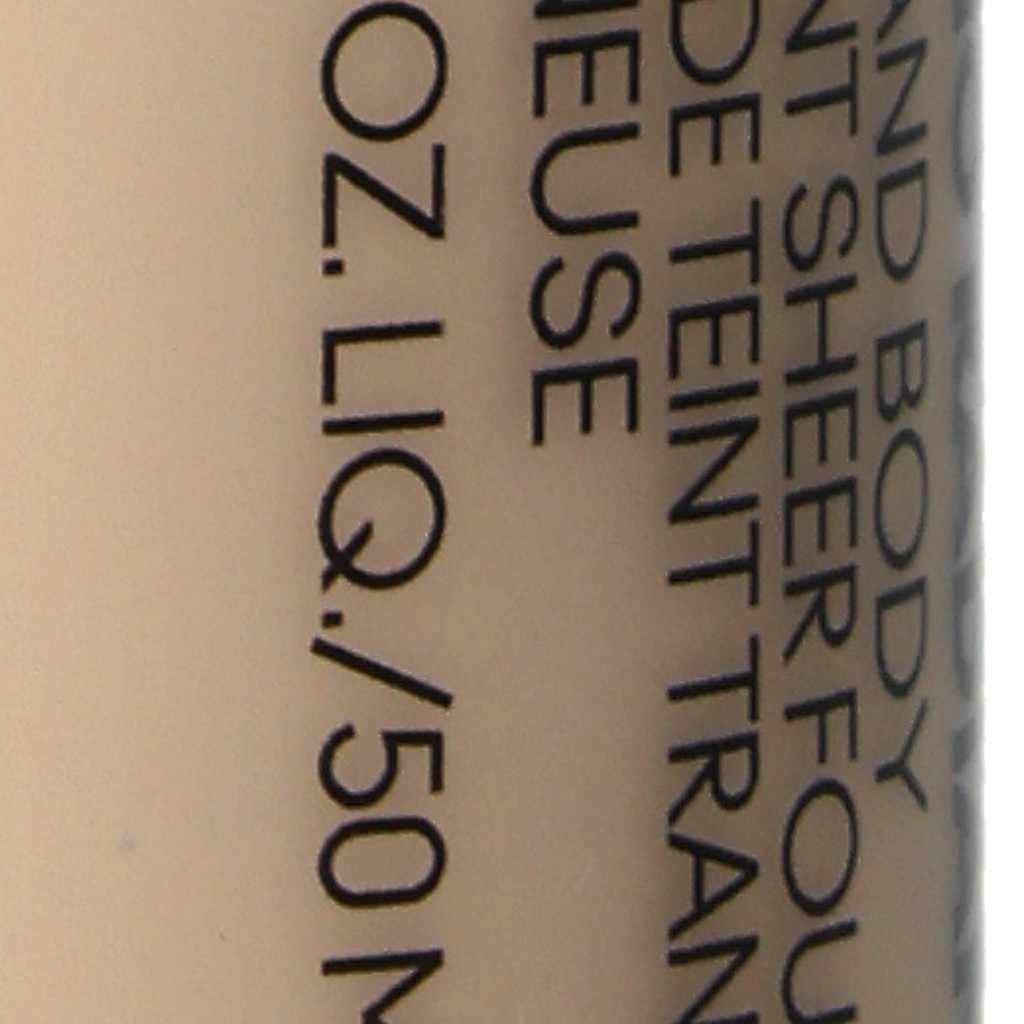 AND BODY
NT SHEER FOU
DE TEINT TRAN
NEUSE
OZ. LIQ./50 M